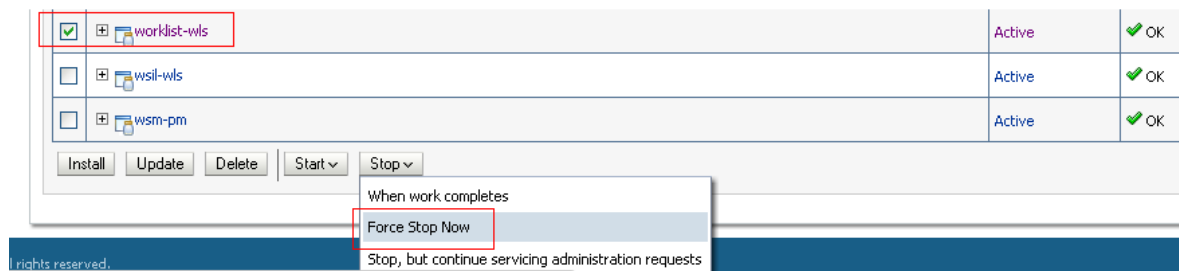 worklist-wls Active OK
wsil-wls Active OK
wsm-pm Active OK
Install Update Delete Start Stop
When work completes
Force Stop Now
Stop, but continue servicing administration requests
l rights reserved.